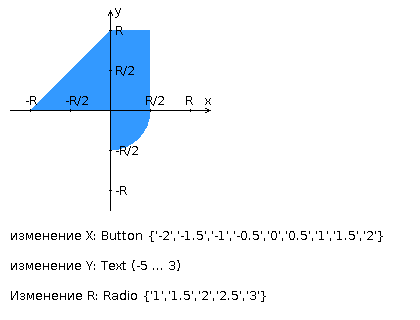 y
R
R/2
-R -R/2 R/2 R x
-R/2
-R
изменение X: Button {'-2','-1.5','-1','-0.5','0','0.5','1','1.5','2'}
изменение Y: Text (-5 ... 3)
Изменение R: Radio {'1','1.5','2','2.5','3'}